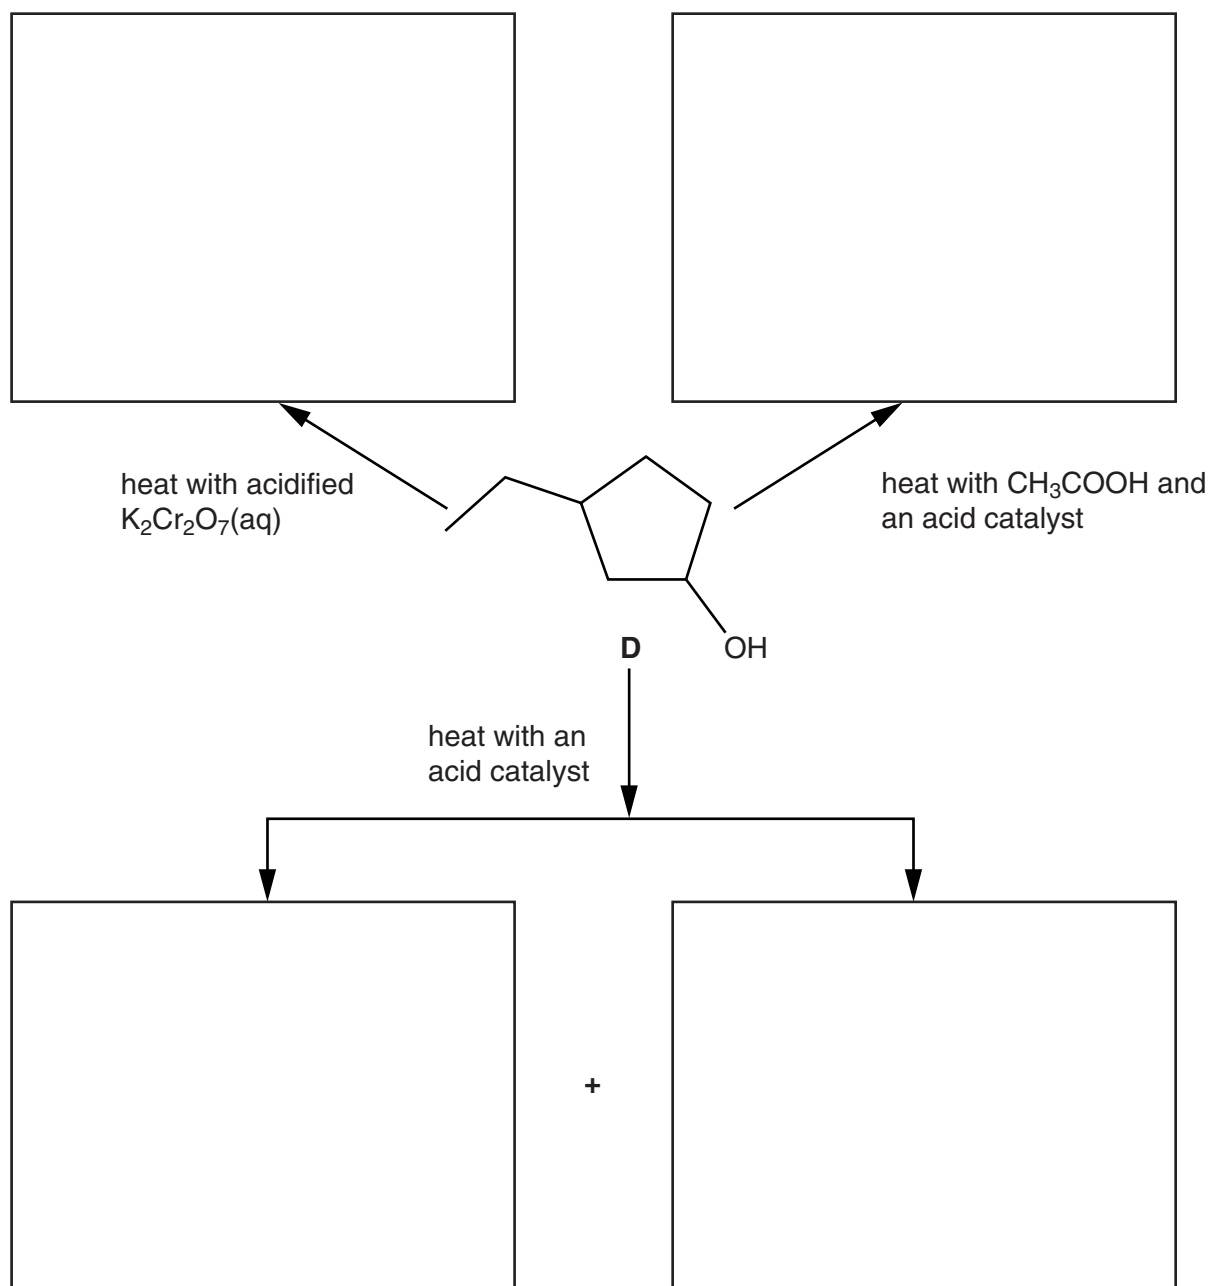 heat with acidified
K₂Cr₂O₇(aq)
heat with CH₃COOH and
an acid catalyst
D
OH
heat with an
acid catalyst
+